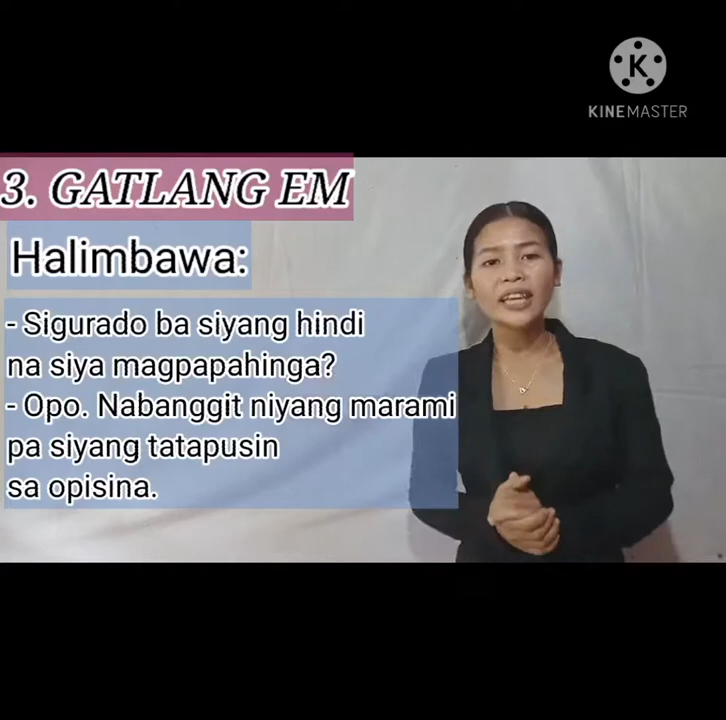 KINEMASTER
3. GATLANG EM
Halimbawa:
- Sigurado ba siyang hindi
na siya magpapahinga?
- Opo. Nabanggit niyang marami
pa siyang tatapusin
sa opisina.